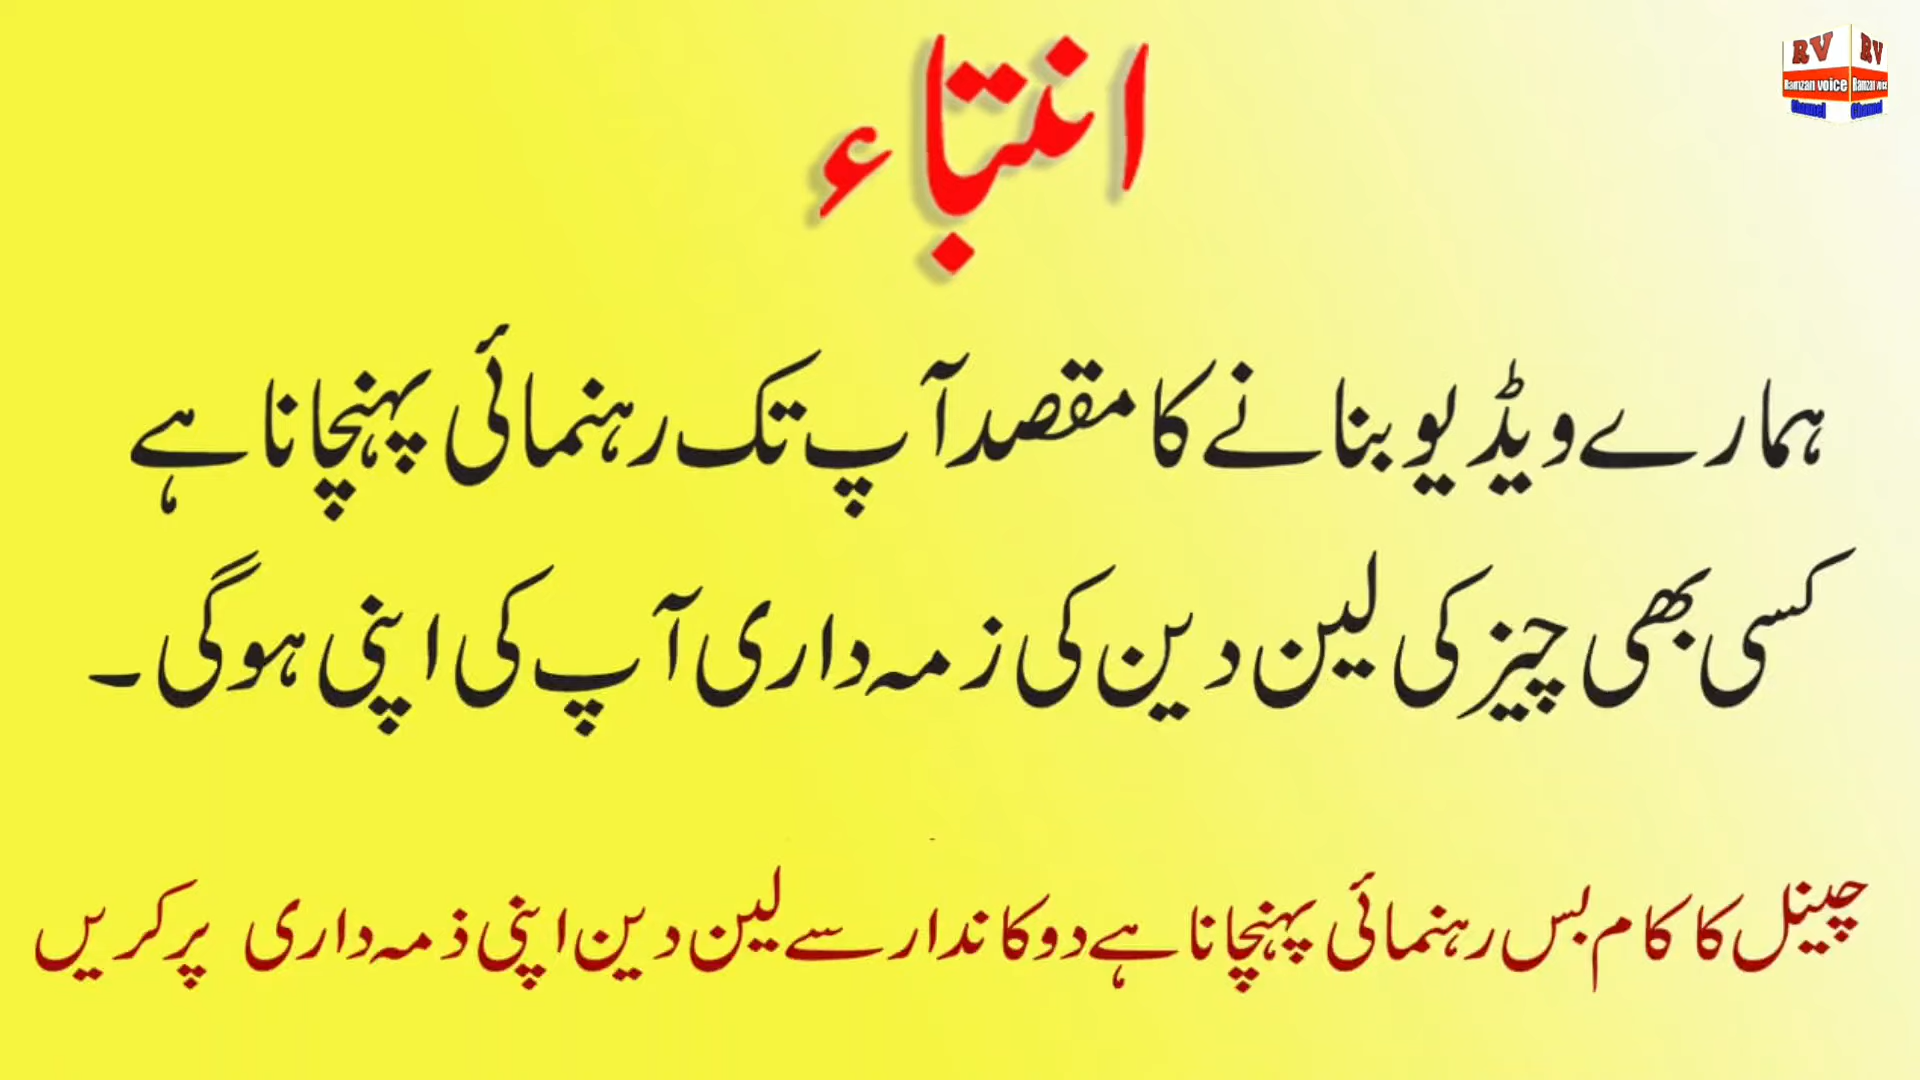 انتباء
RV RV
Ramzan voice Ramzan voice
Channel Channel
ہمارے ویڈیو بنانے کا مقصد آپ تک رہنمائی پہنچانا ہے
کسی بھی چیز کی لین دین کی زمہ داری آپ کی اپنی ہوگی ۔
چینل کا کام بس رہنمائی پہنچانا ہے دوکاندار سے لین دین اپنی ذمہ داری پر کریں